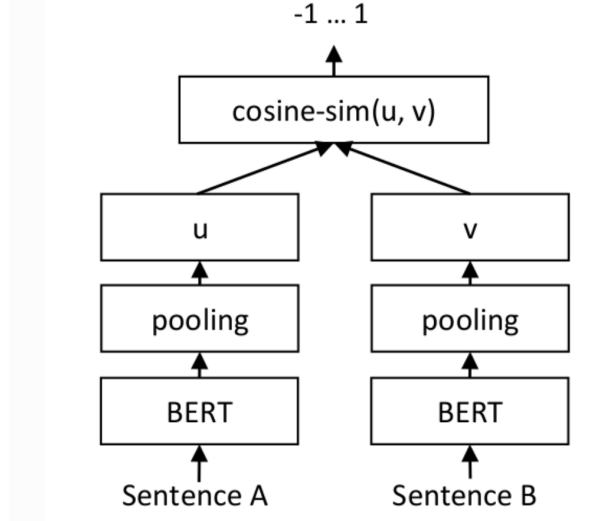 -1 ... 1
cosine-sim(u, v)
u
v
pooling
pooling
BERT
BERT
Sentence A
Sentence B